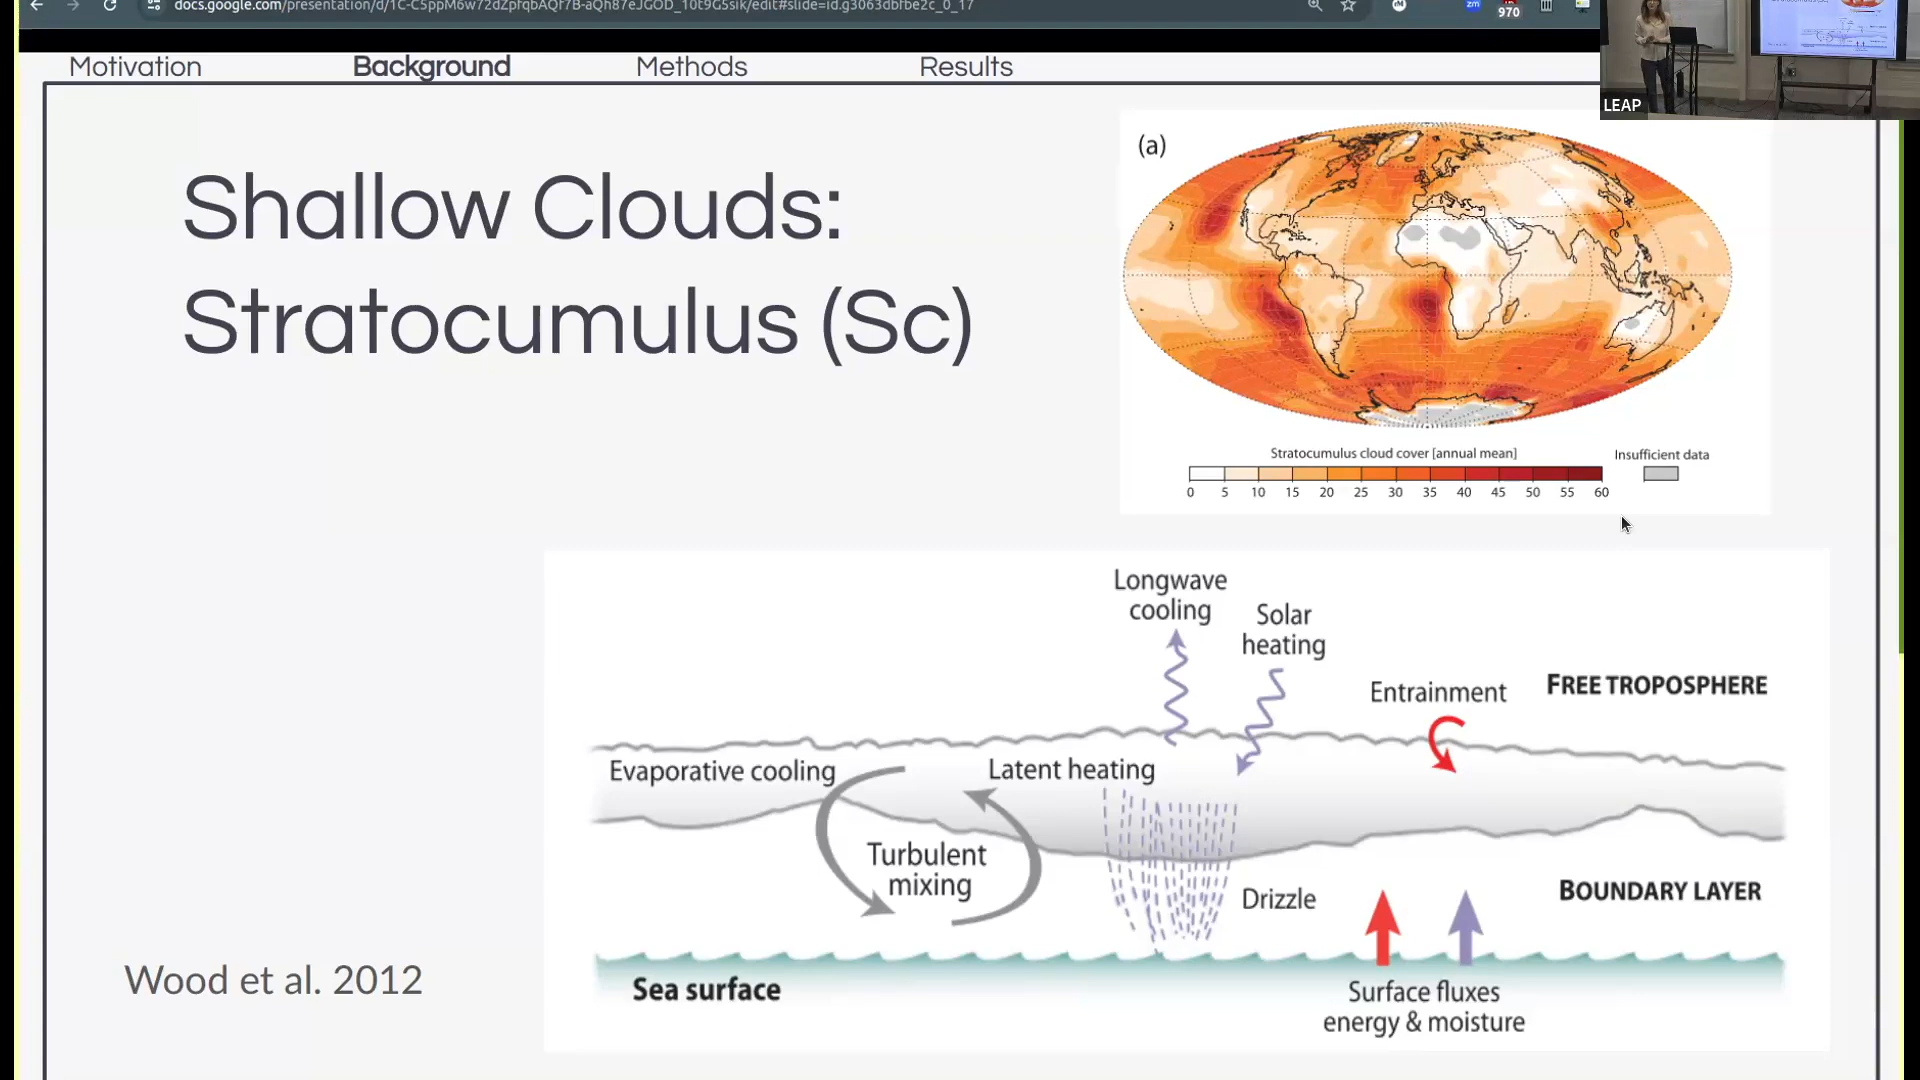 docs.google.com/presentation/d/1C-C5ppM6w72dZpfqbAQf7B-aQh87eJGOD_10t9G5sik/edit#slide=id.g3063dbfbe2c_0_17
970
Motivation Background Methods Results
LEAP
Shallow Clouds:
Stratocumulus (Sc)
(a)
Stratocumulus cloud cover [annual mean]
Insufficient data
0 5 10 15 20 25 30 35 40 45 50 55 60
Longwave
cooling
Solar
heating
Entrainment
FREE TROPOSPHERE
Evaporative cooling
Latent heating
Turbulent
mixing
Drizzle
BOUNDARY LAYER
Sea surface
Surface fluxes
energy & moisture
Wood et al. 2012